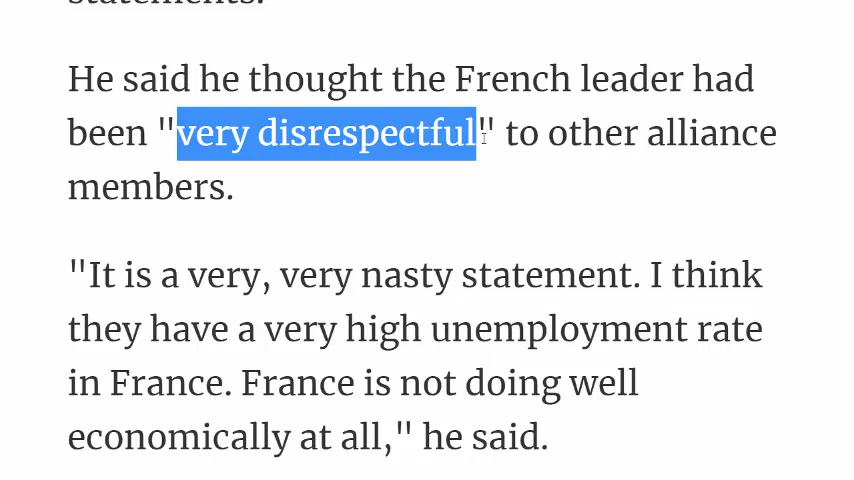 statements.
He said he thought the French leader had
been "very disrespectful" to other alliance
members.
"It is a very, very nasty statement. I think
they have a very high unemployment rate
in France. France is not doing well
economically at all," he said.